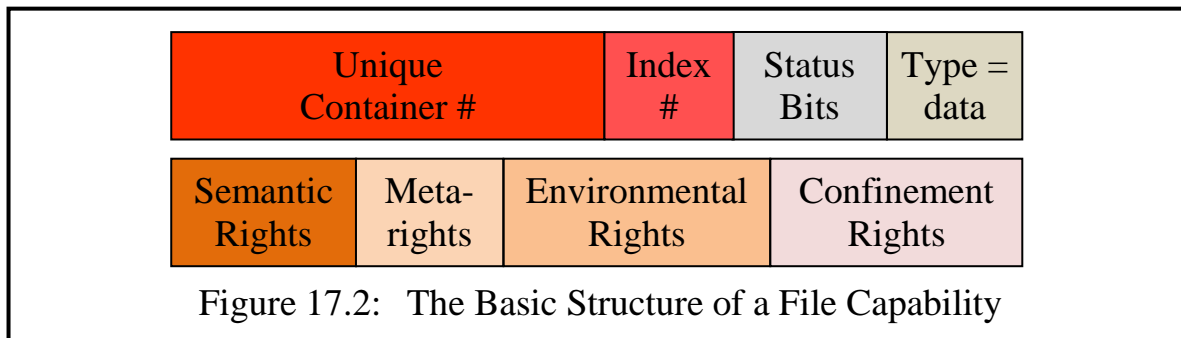 Unique Container #
Index #
Status Bits
Type = data
Semantic Rights
Meta-rights
Environmental Rights
Confinement Rights
Figure 17.2: The Basic Structure of a File Capability